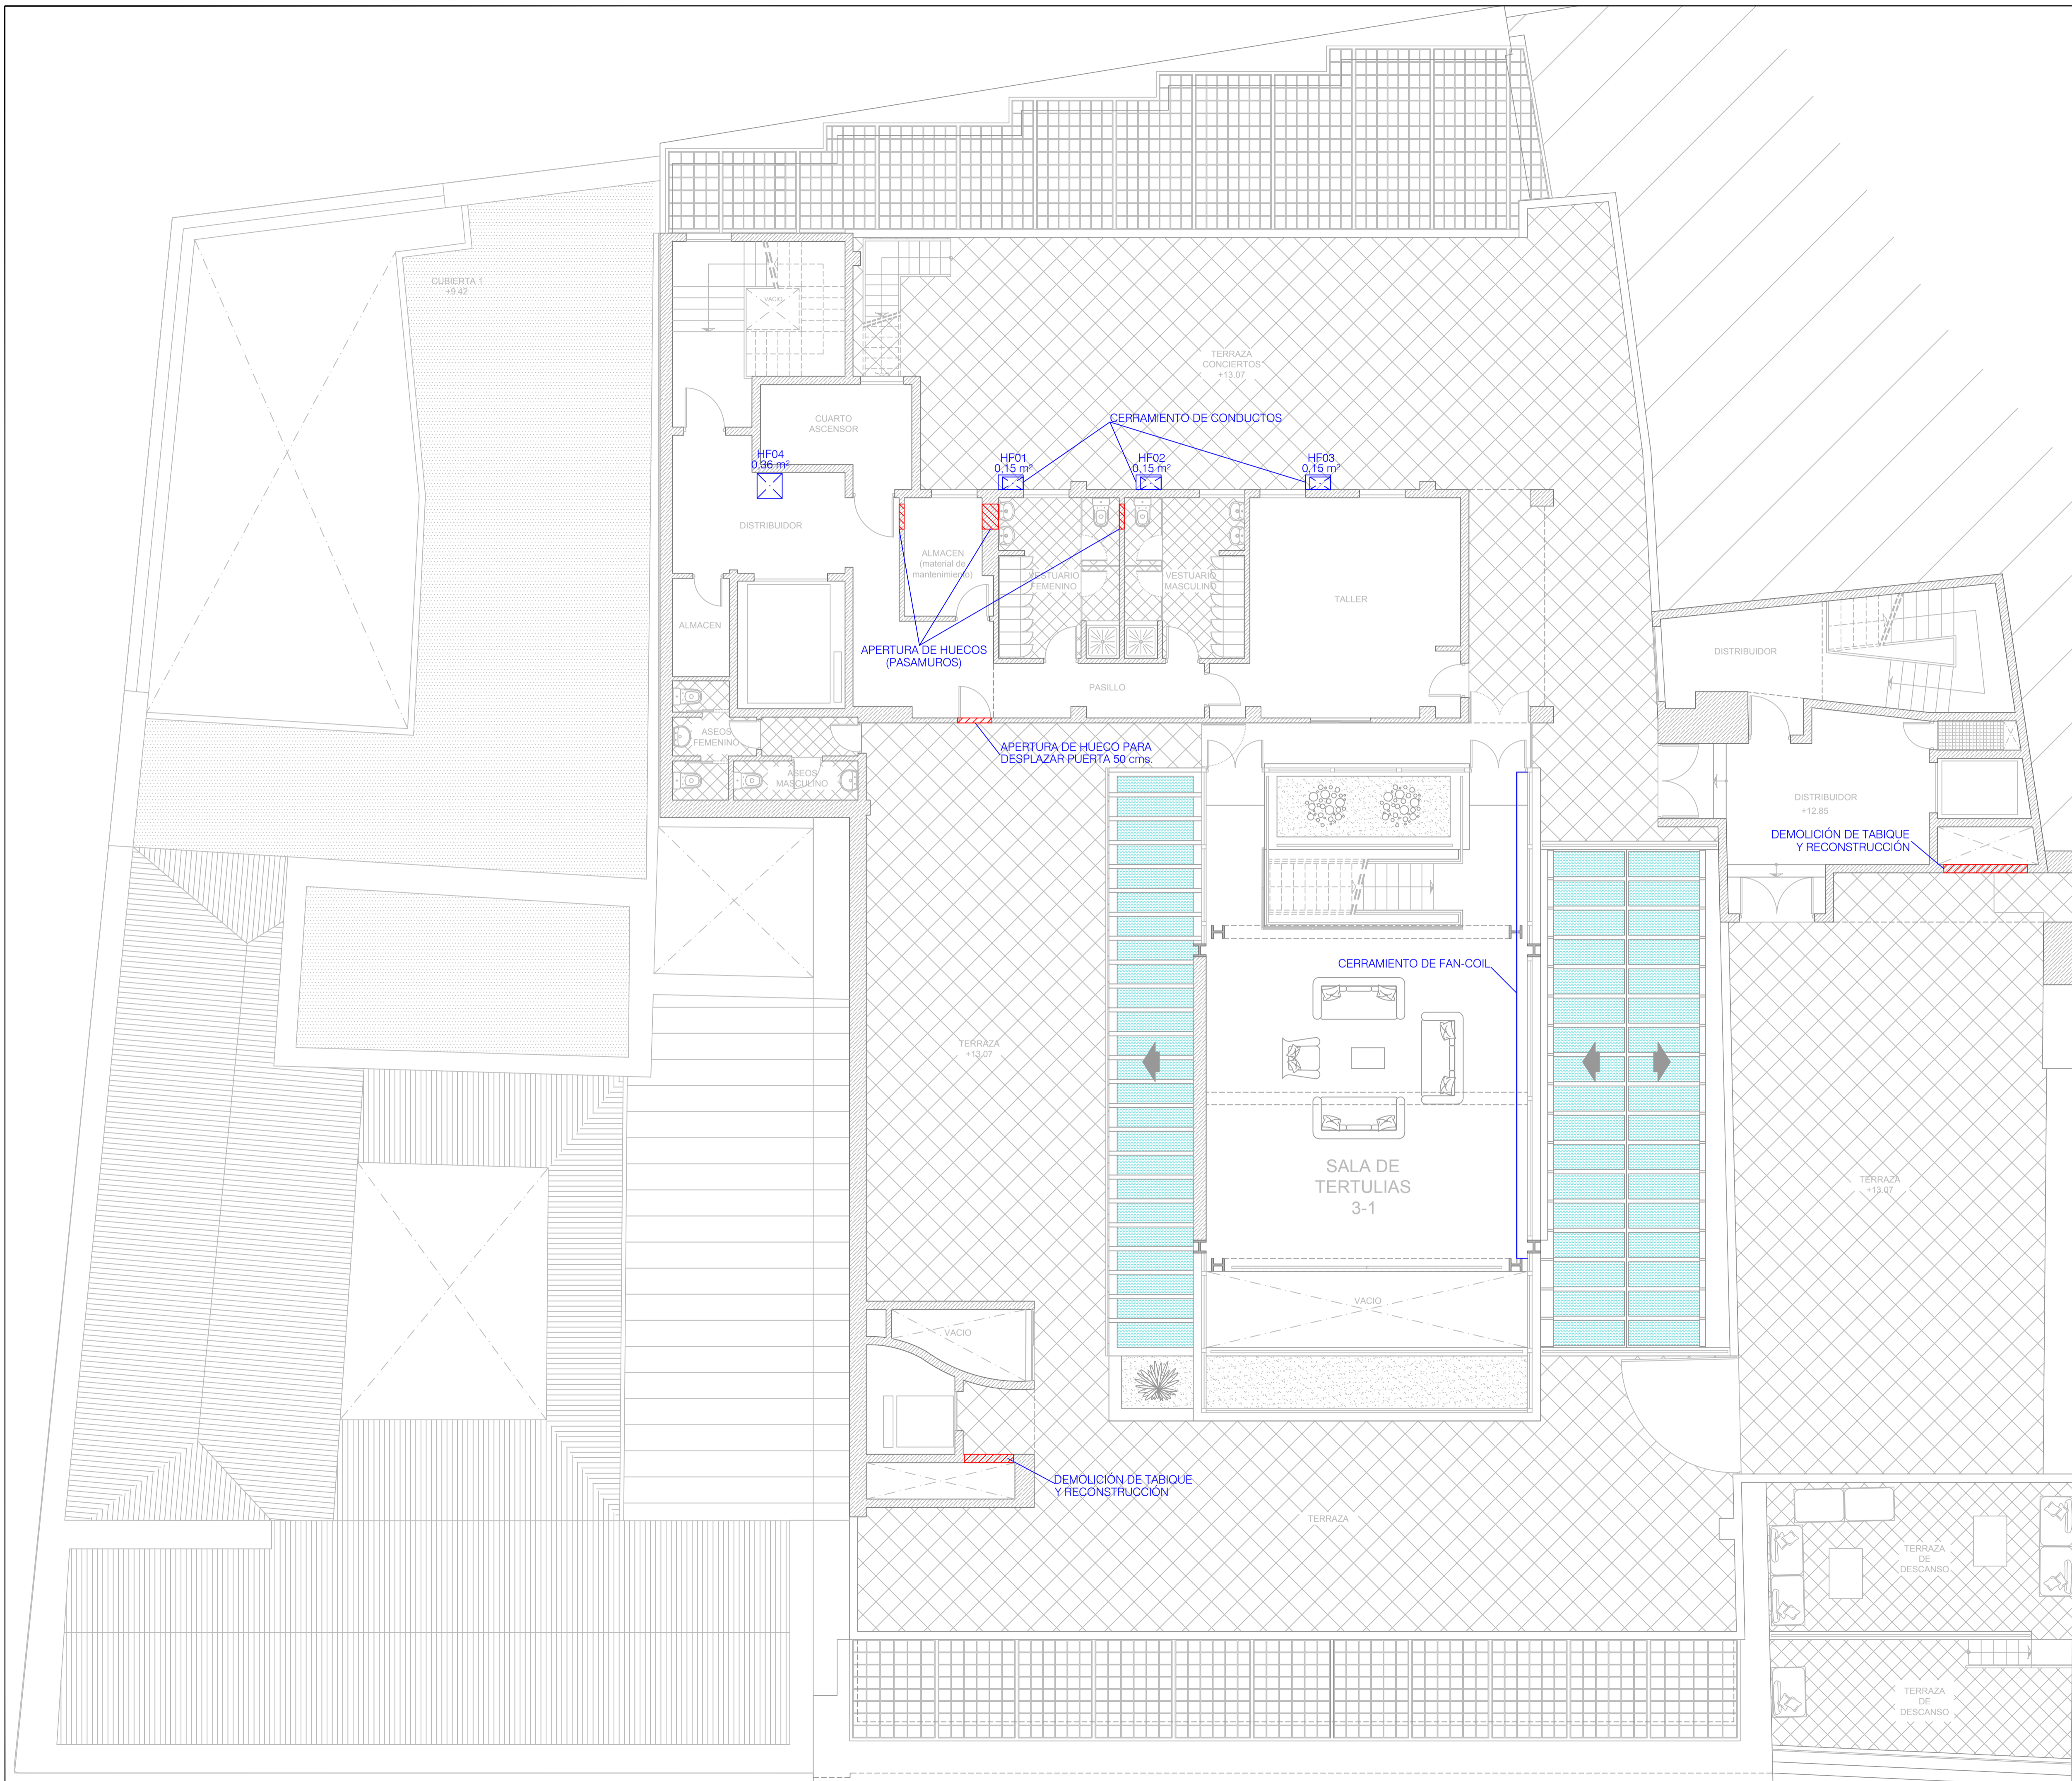 CUBIERTA 1
+9.42
VACIO
TERRAZA
CONCIERTOS
+13.07
CUARTO
ASCENSOR
CERRAMIENTO DE CONDUCTOS
HF04
0,36 m²
HF01
0,15 m²
HF02
0,15 m²
HF03
0,15 m²
DISTRIBUIDOR
ALMACEN
(material de
mantenimiento)
VESTUARIO
FEMENINO
VESTUARIO
MASCULINO
TALLER
ALMACEN
APERTURA DE HUECOS
(PASAMUROS)
DISTRIBUIDOR
PASILLO
ASEOS
FEMENINO
APERTURA DE HUECO PARA
DESPLAZAR PUERTA 50 cms.
ASEOS
MASCULINO
DISTRIBUIDOR
+12.85
DEMOLICIÓN DE TABIQUE
Y RECONSTRUCCIÓN
CERRAMIENTO DE FAN-COIL
TERRAZA
+13.07
SALA DE
TERTULIAS
3-1
TERRAZA
+13.07
VACIO
VACIO
DEMOLICIÓN DE TABIQUE
Y RECONSTRUCCIÓN
TERRAZA
TERRAZA
DE
DESCANSO
TERRAZA
DE
DESCANSO